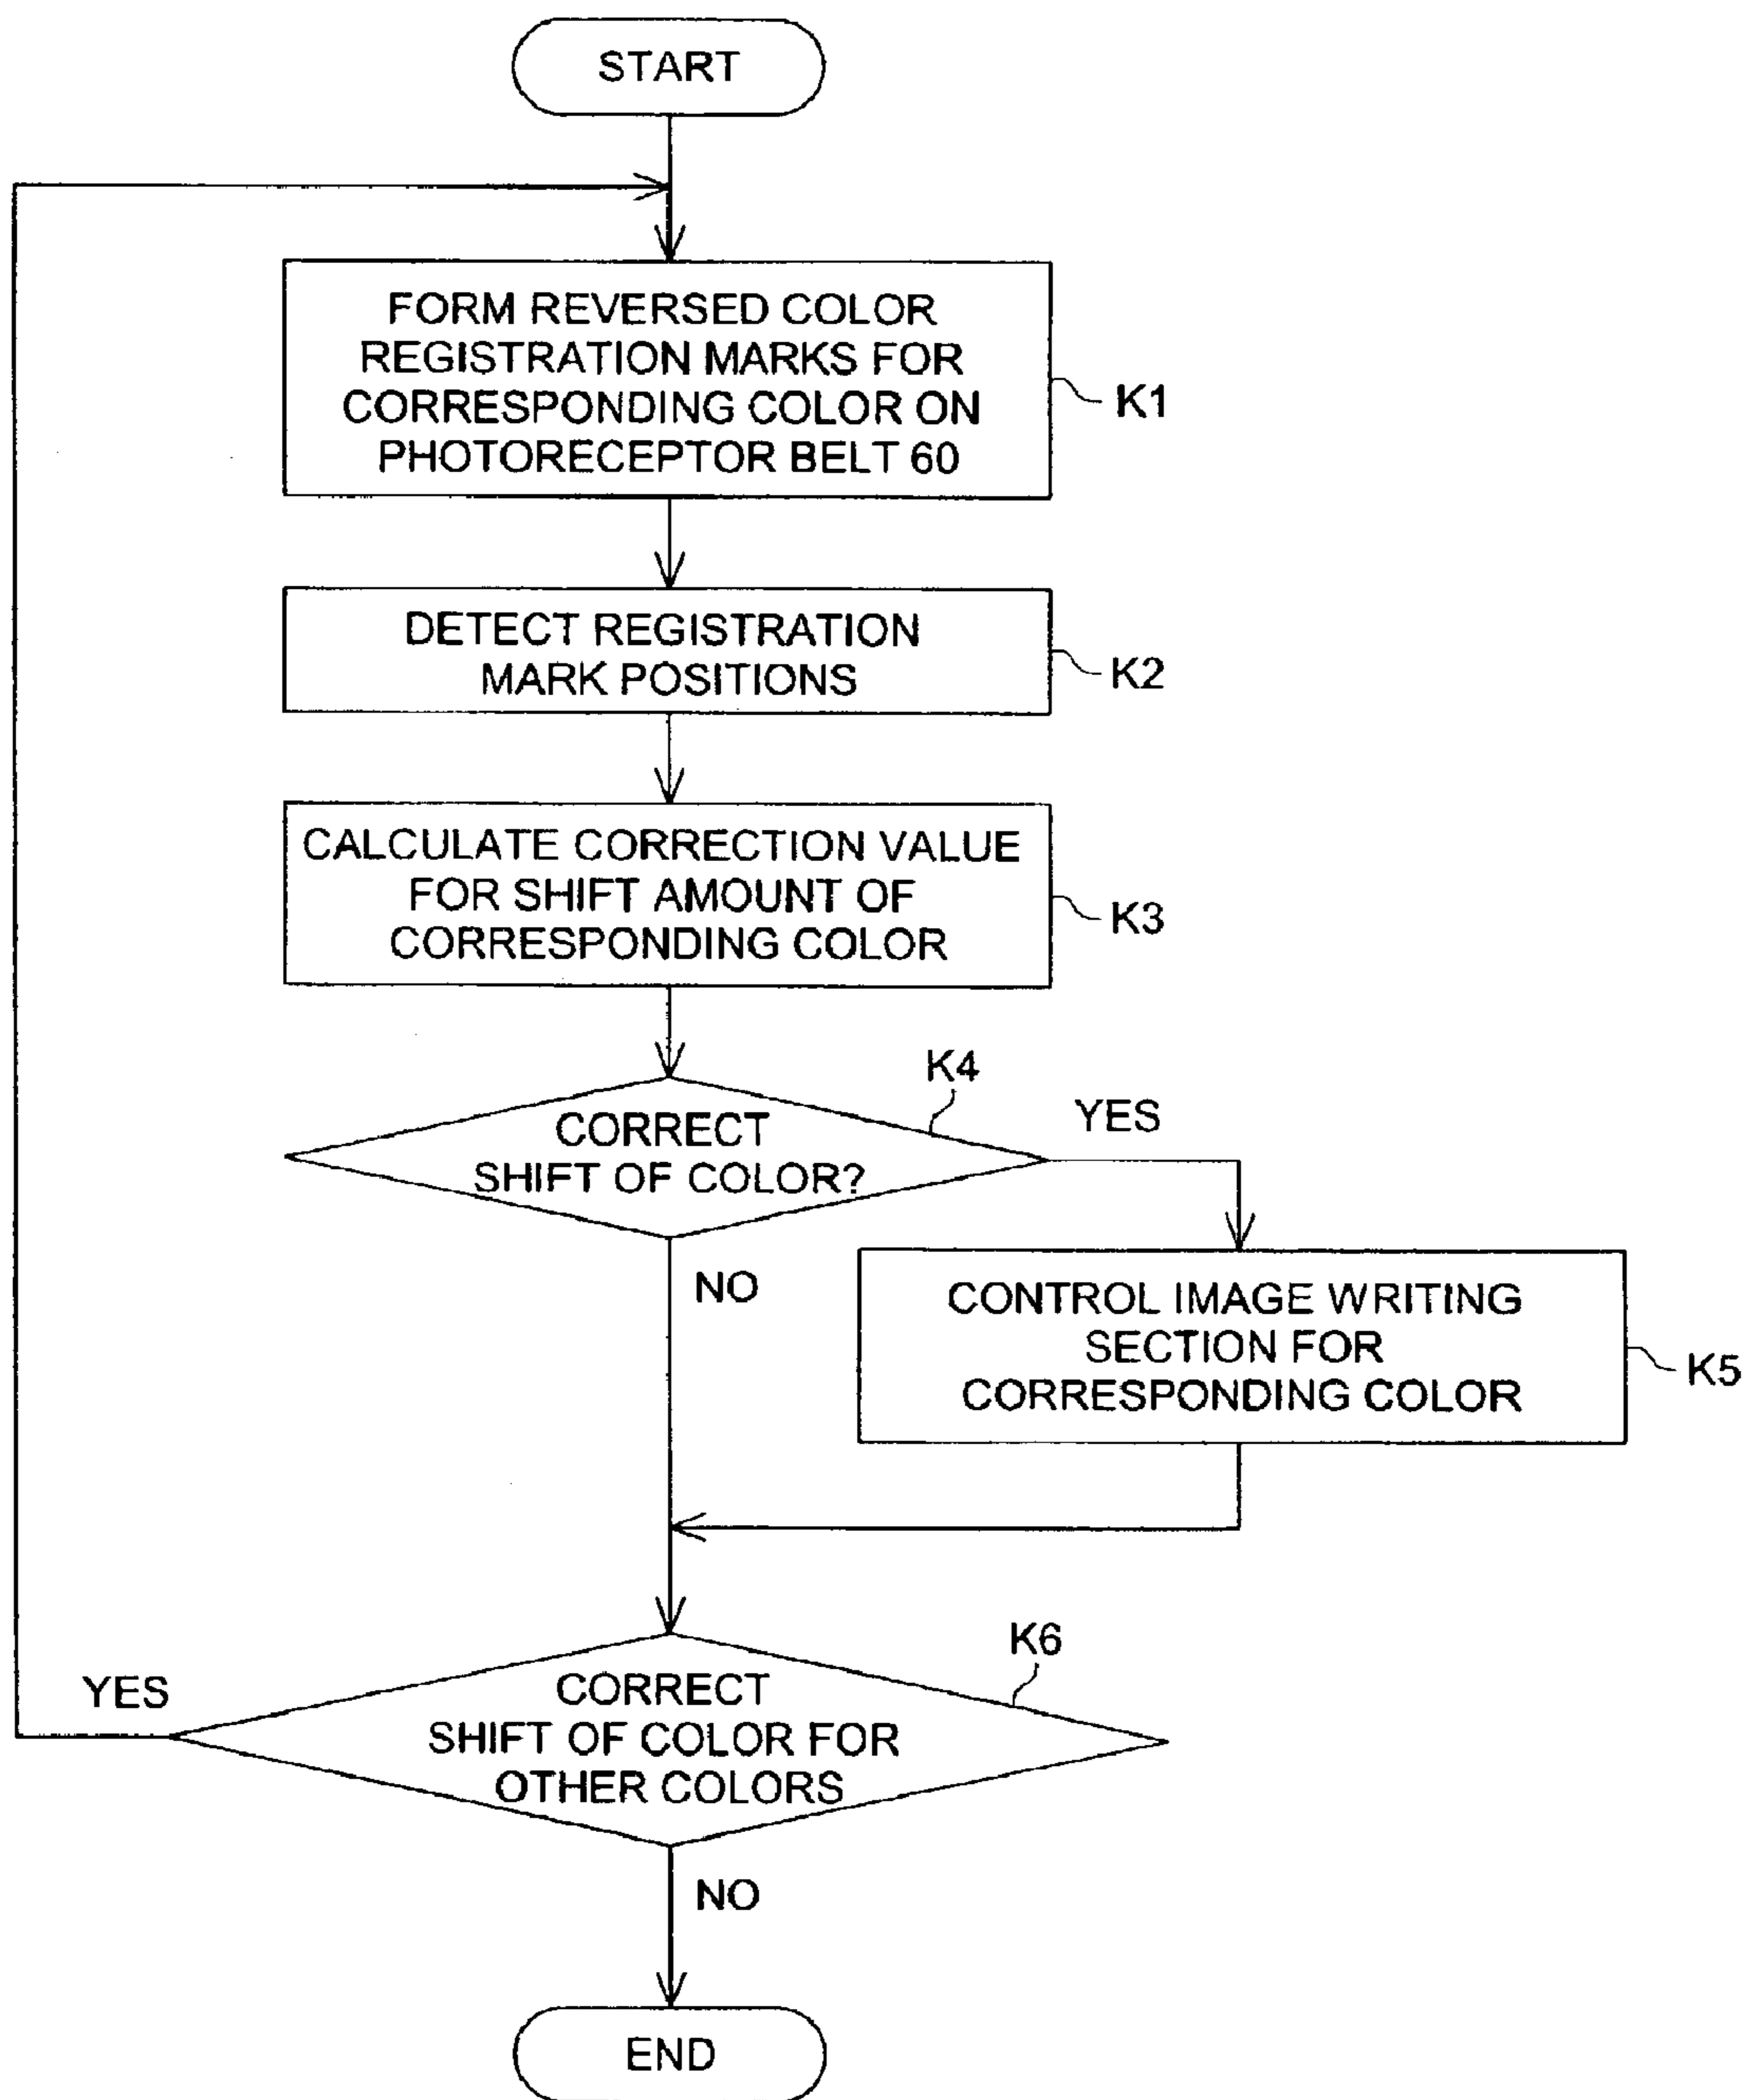 START
FORM REVERSED COLOR
REGISTRATION MARKS FOR
CORRESPONDING COLOR ON
PHOTORECEPTOR BELT 60
K1
DETECT REGISTRATION
MARK POSITIONS
K2
CALCULATE CORRECTION VALUE
FOR SHIFT AMOUNT OF
CORRESPONDING COLOR
K3
K4
CORRECT
SHIFT OF COLOR?
YES
NO
CONTROL IMAGE WRITING
SECTION FOR
CORRESPONDING COLOR
K5
K6
YES
CORRECT
SHIFT OF COLOR FOR
OTHER COLORS
NO
END